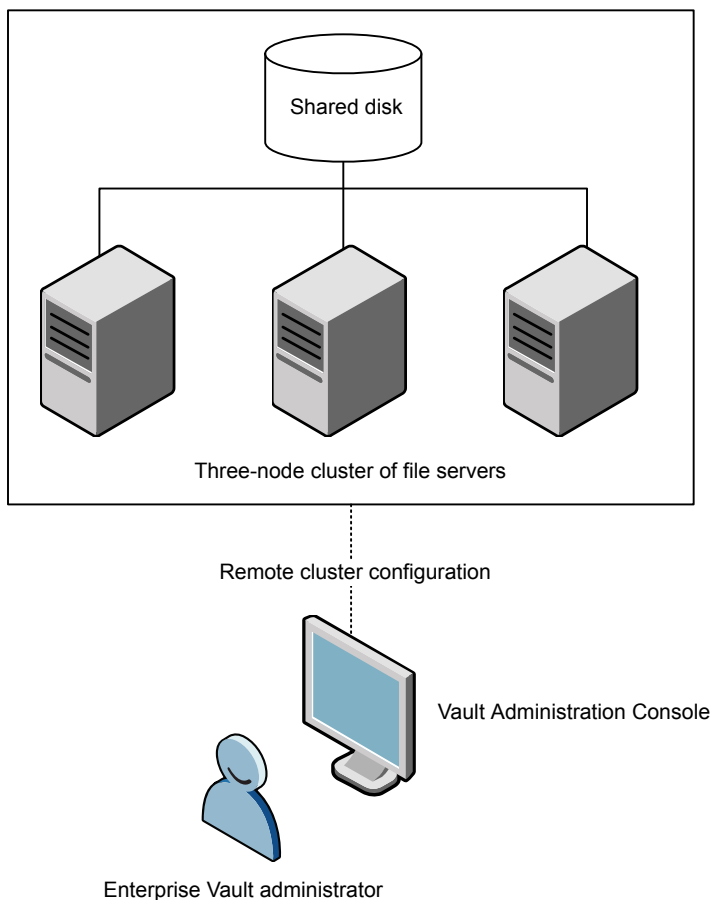 Shared disk
Three-node cluster of file servers
Remote cluster configuration
Vault Administration Console
Enterprise Vault administrator